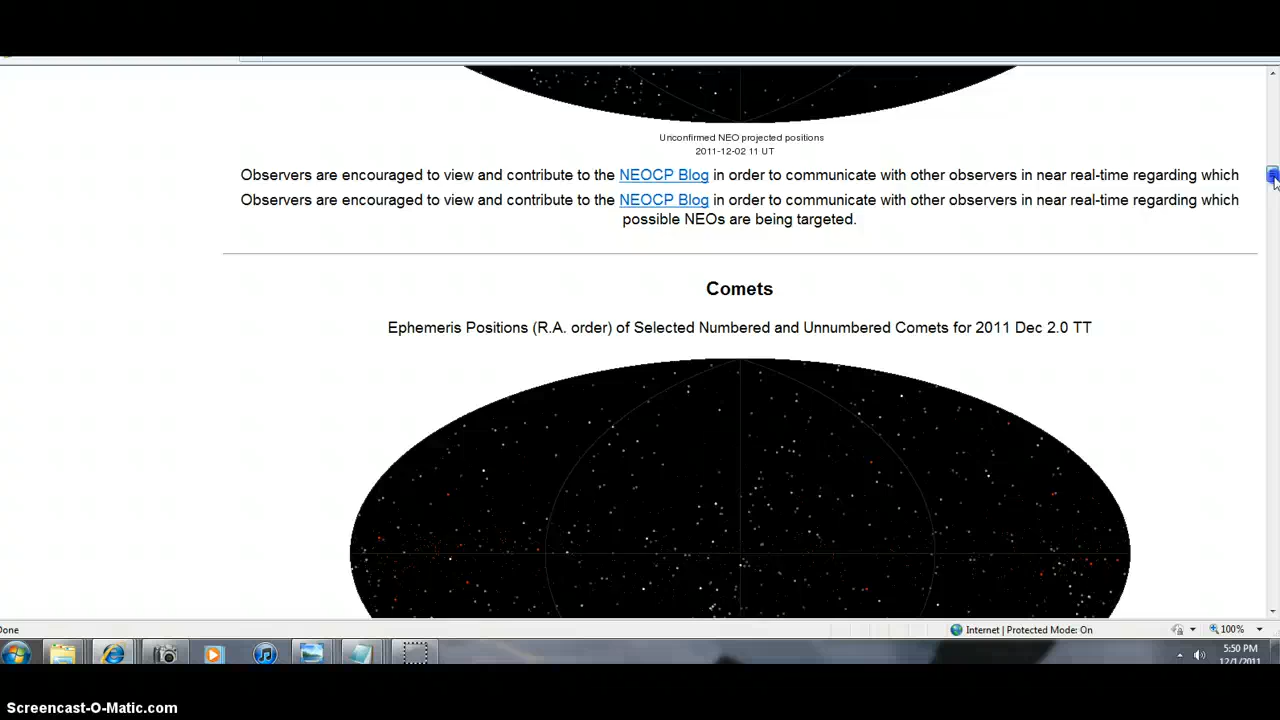 Unconfirmed NEO projected positions
2011-12-02 11 UT
Observers are encouraged to view and contribute to the NEOCP Blog in order to communicate with other observers in near real-time regarding which
Observers are encouraged to view and contribute to the NEOCP Blog in order to communicate with other observers in near real-time regarding which
possible NEOs are being targeted.
Comets
Ephemeris Positions (R.A. order) of Selected Numbered and Unnumbered Comets for 2011 Dec 2.0 TT
Done
Internet | Protected Mode: On
100%
5:50 PM
12/1/2011
Screencast-O-Matic.com